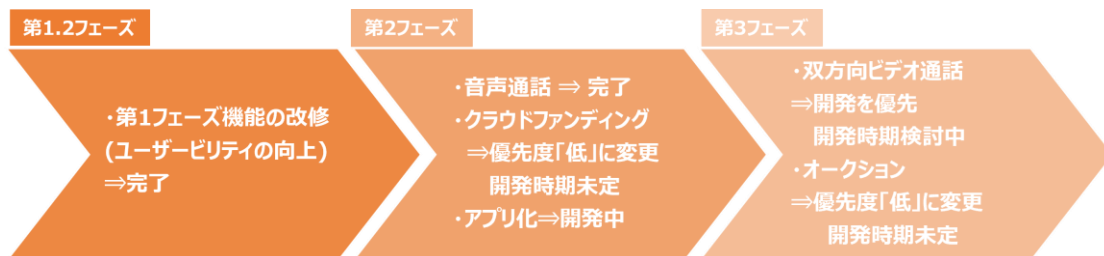 第1.2フェーズ
・第1フェーズ機能の改修
(ユーザービリティの向上)
⇒完了
第2フェーズ
・音声通話 ⇒ 完了
・クラウドファンディング
⇒優先度「低」に変更
開発時期未定
・アプリ化⇒開発中
第3フェーズ
・双方向ビデオ通話
⇒開発を優先
開発時期検討中
・オークション
⇒優先度「低」に変更
開発時期未定